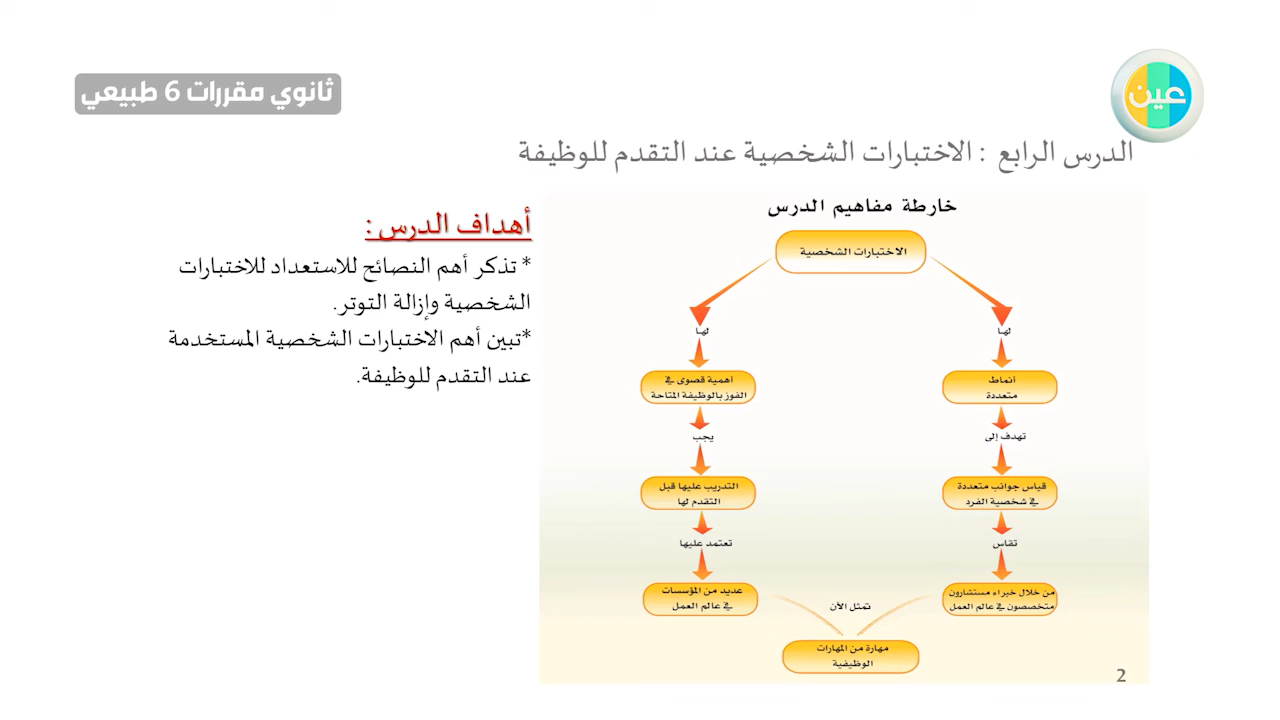 ثانوي مقررات 6 طبيعي
عين
الدرس الرابع : الاختبارات الشخصية عند التقدم للوظيفة
أهداف الدرس :
* تذكر أهم النصائح للاستعداد للاختبارات
الشخصية وإزالة التوتر.
*تبين أهم الاختبارات الشخصية المستخدمة
عند التقدم للوظيفة.
خارطة مفاهيم الدرس
الاختبارات الشخصية
لها
أنماط
متعددة
تهدف إلى
قياس جوانب متعددة
في شخصية الفرد
تقاس
من خلال خبراء مستشارون
متخصصون في عالم العمل
لها
أهمية قصوى في
الفوز بالوظيفة المتاحة
يجب
التدريب عليها قبل
التقدم لها
تعتمد عليها
عديد من المؤسسات
في عالم العمل
تمثل الآن
مهارة من المهارات
الوظيفية
2